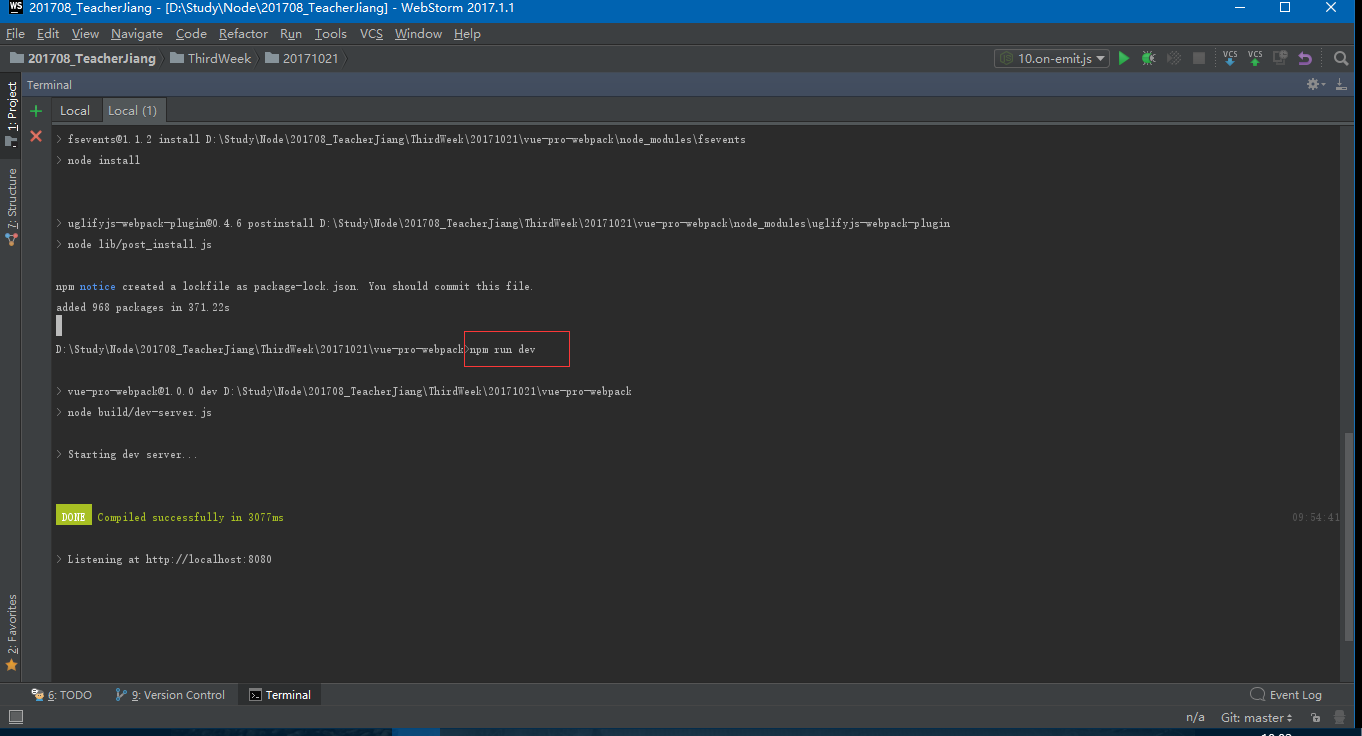 WS 201708_TeacherJiang - [D:\Study\Node\201708_TeacherJiang] - WebStorm 2017.1.1
File Edit View Navigate Code Refactor Run Tools VCS Window Help
201708_TeacherJiang ThirdWeek 20171021 10.on-emit.js VCS VCS
Terminal
1: Project
7: Structure
2: Favorites
Local Local (1)
> fsevents@1.1.2 install D:\Study\Node\201708_TeacherJiang\ThirdWeek\20171021\vue-pro-webpack\node_modules\fsevents
> node install
> uglifyjs-webpack-plugin@0.4.6 postinstall D:\Study\Node\201708_TeacherJiang\ThirdWeek\20171021\vue-pro-webpack\node_modules\uglifyjs-webpack-plugin
> node lib/post_install.js
npm notice created a lockfile as package-lock.json. You should commit this file.
added 968 packages in 371.22s
D:\Study\Node\201708_TeacherJiang\ThirdWeek\20171021\vue-pro-webpack>npm run dev
> vue-pro-webpack@1.0.0 dev D:\Study\Node\201708_TeacherJiang\ThirdWeek\20171021\vue-pro-webpack
> node build/dev-server.js
> Starting dev server...
DONE Compiled successfully in 3077ms 09:54:41
> Listening at http://localhost:8080
6: TODO 9: Version Control Terminal Event Log
n/a Git: master